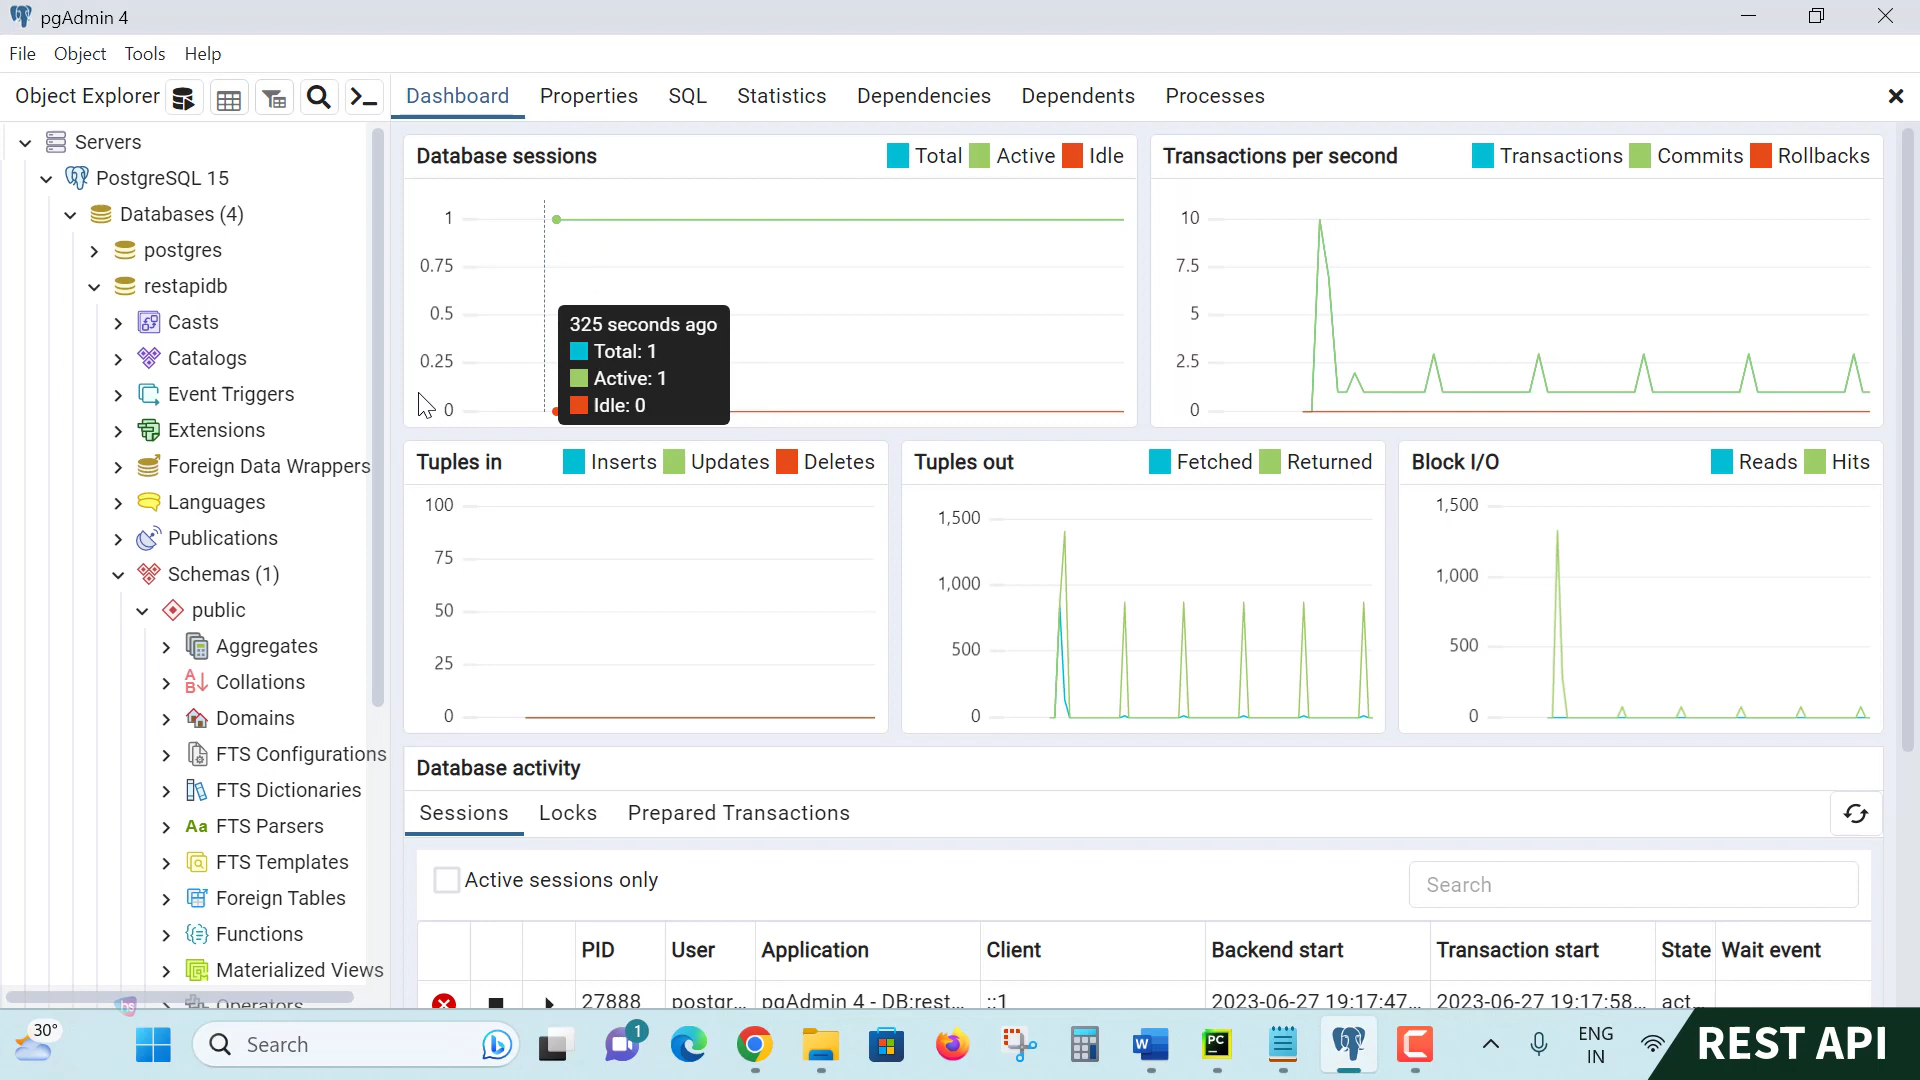 pgAdmin 4
File Object Tools Help
Object Explorer
Dashboard Properties SQL Statistics Dependencies Dependents Processes
Servers
PostgreSQL 15
Databases (4)
postgres
restapidb
Casts
Catalogs
Event Triggers
Extensions
Foreign Data Wrappers
Languages
Publications
Schemas (1)
public
Aggregates
Collations
Domains
FTS Configurations
FTS Dictionaries
Aa FTS Parsers
FTS Templates
Foreign Tables
Functions
Materialized Views
Operators
Database sessions Total Active Idle
1
0.75
0.5
0.25
0
325 seconds ago
Total: 1
Active: 1
Idle: 0
Transactions per second Transactions Commits Rollbacks
10
7.5
5
2.5
0
Tuples in Inserts Updates Deletes
100
75
50
25
0
Tuples out Fetched Returned
1,500
1,000
500
0
Block I/O Reads Hits
1,500
1,000
500
0
Database activity
Sessions Locks Prepared Transactions
Active sessions only
Search
PID User Application Client Backend start Transaction start State Wait event
27888 postgr... pgAdmin 4 - DB:rest... ::1 2023-06-27 19:17:47... 2023-06-27 19:17:58... act...
30°
Search
1
W
PC
ENG
IN
REST API